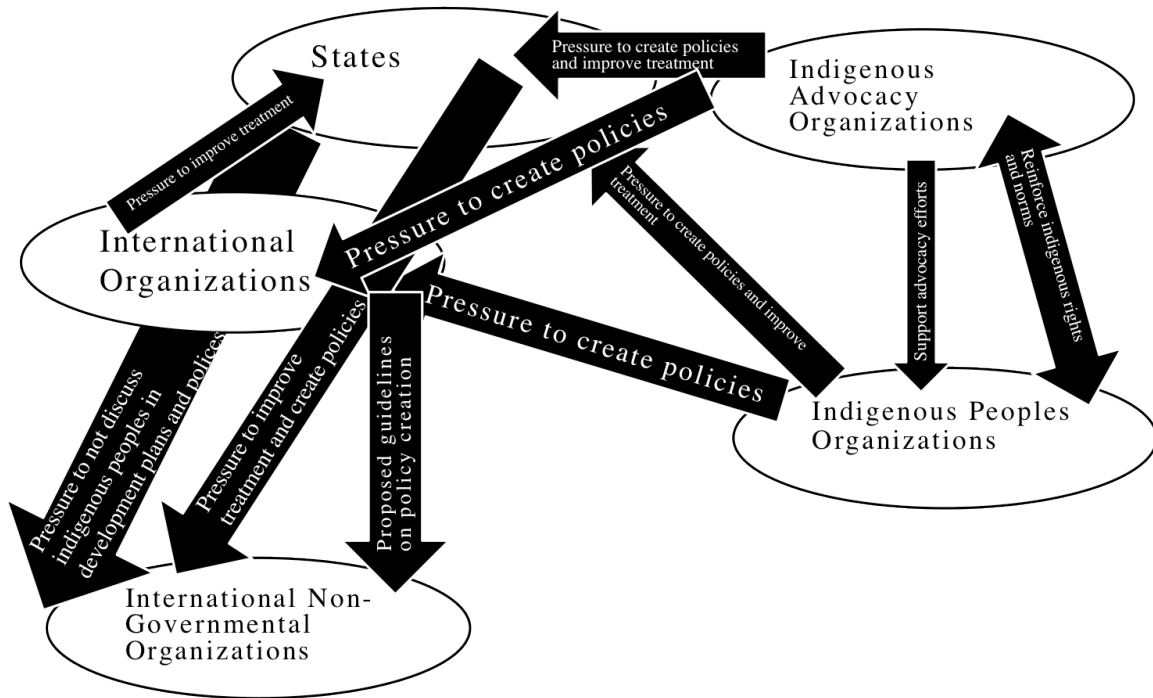 States
Pressure to create policies
and improve treatment
Indigenous
Advocacy
Organizations
Pressure to improve treatment
Pressure to create policies
Pressure to create policies and improve
treatment
Support advocacy efforts
Reinforce indigenous rights
and norms
International
Organizations
Pressure to create policies
Indigenous Peoples
Organizations
Pressure to not discuss
indigenous peoples in
development plans and polices
Pressure to improve
treatment and create policies
Proposed guidelines
on policy creation
International Non-
Governmental
Organizations